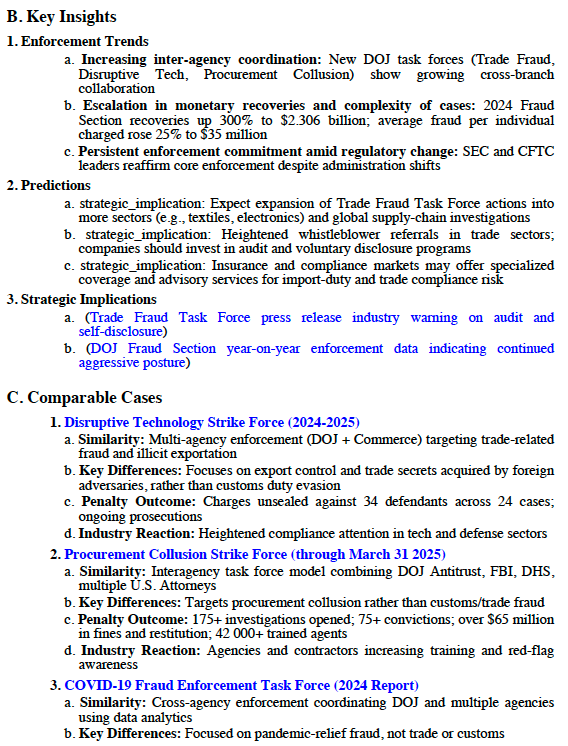 B. Key Insights
1. Enforcement Trends
a. Increasing inter-agency coordination: New DOJ task forces (Trade Fraud,
Disruptive Tech, Procurement Collusion) show growing cross-branch
collaboration
b. Escalation in monetary recoveries and complexity of cases: 2024 Fraud
Section recoveries up 300% to $2.306 billion; average fraud per individual
charged rose 25% to $35 million
c. Persistent enforcement commitment amid regulatory change: SEC and CFTC
leaders reaffirm core enforcement despite administration shifts
2. Predictions
a. strategic_implication: Expect expansion of Trade Fraud Task Force actions into
more sectors (e.g., textiles, electronics) and global supply-chain investigations
b. strategic_implication: Heightened whistleblower referrals in trade sectors;
companies should invest in audit and voluntary disclosure programs
c. strategic_implication: Insurance and compliance markets may offer specialized
coverage and advisory services for import-duty and trade compliance risk
3. Strategic Implications
a. (Trade Fraud Task Force press release industry warning on audit and
self-disclosure)
b. (DOJ Fraud Section year-on-year enforcement data indicating continued
aggressive posture)
C. Comparable Cases
1. Disruptive Technology Strike Force (2024-2025)
a. Similarity: Multi-agency enforcement (DOJ + Commerce) targeting trade-related
fraud and illicit exportation
b. Key Differences: Focuses on export control and trade secrets acquired by foreign
adversaries, rather than customs duty evasion
c. Penalty Outcome: Charges unsealed against 34 defendants across 24 cases;
ongoing prosecutions
d. Industry Reaction: Heightened compliance attention in tech and defense sectors
2. Procurement Collusion Strike Force (through March 31 2025)
a. Similarity: Interagency task force model combining DOJ Antitrust, FBI, DHS,
multiple U.S. Attorneys
b. Key Differences: Targets procurement collusion rather than customs/trade fraud
c. Penalty Outcome: 175+ investigations opened; 75+ convictions; over $65 million
in fines and restitution; 42 000+ trained agents
d. Industry Reaction: Agencies and contractors increasing training and red-flag
awareness
3. COVID-19 Fraud Enforcement Task Force (2024 Report)
a. Similarity: Cross-agency enforcement coordinating DOJ and multiple agencies
using data analytics
b. Key Differences: Focused on pandemic-relief fraud, not trade or customs